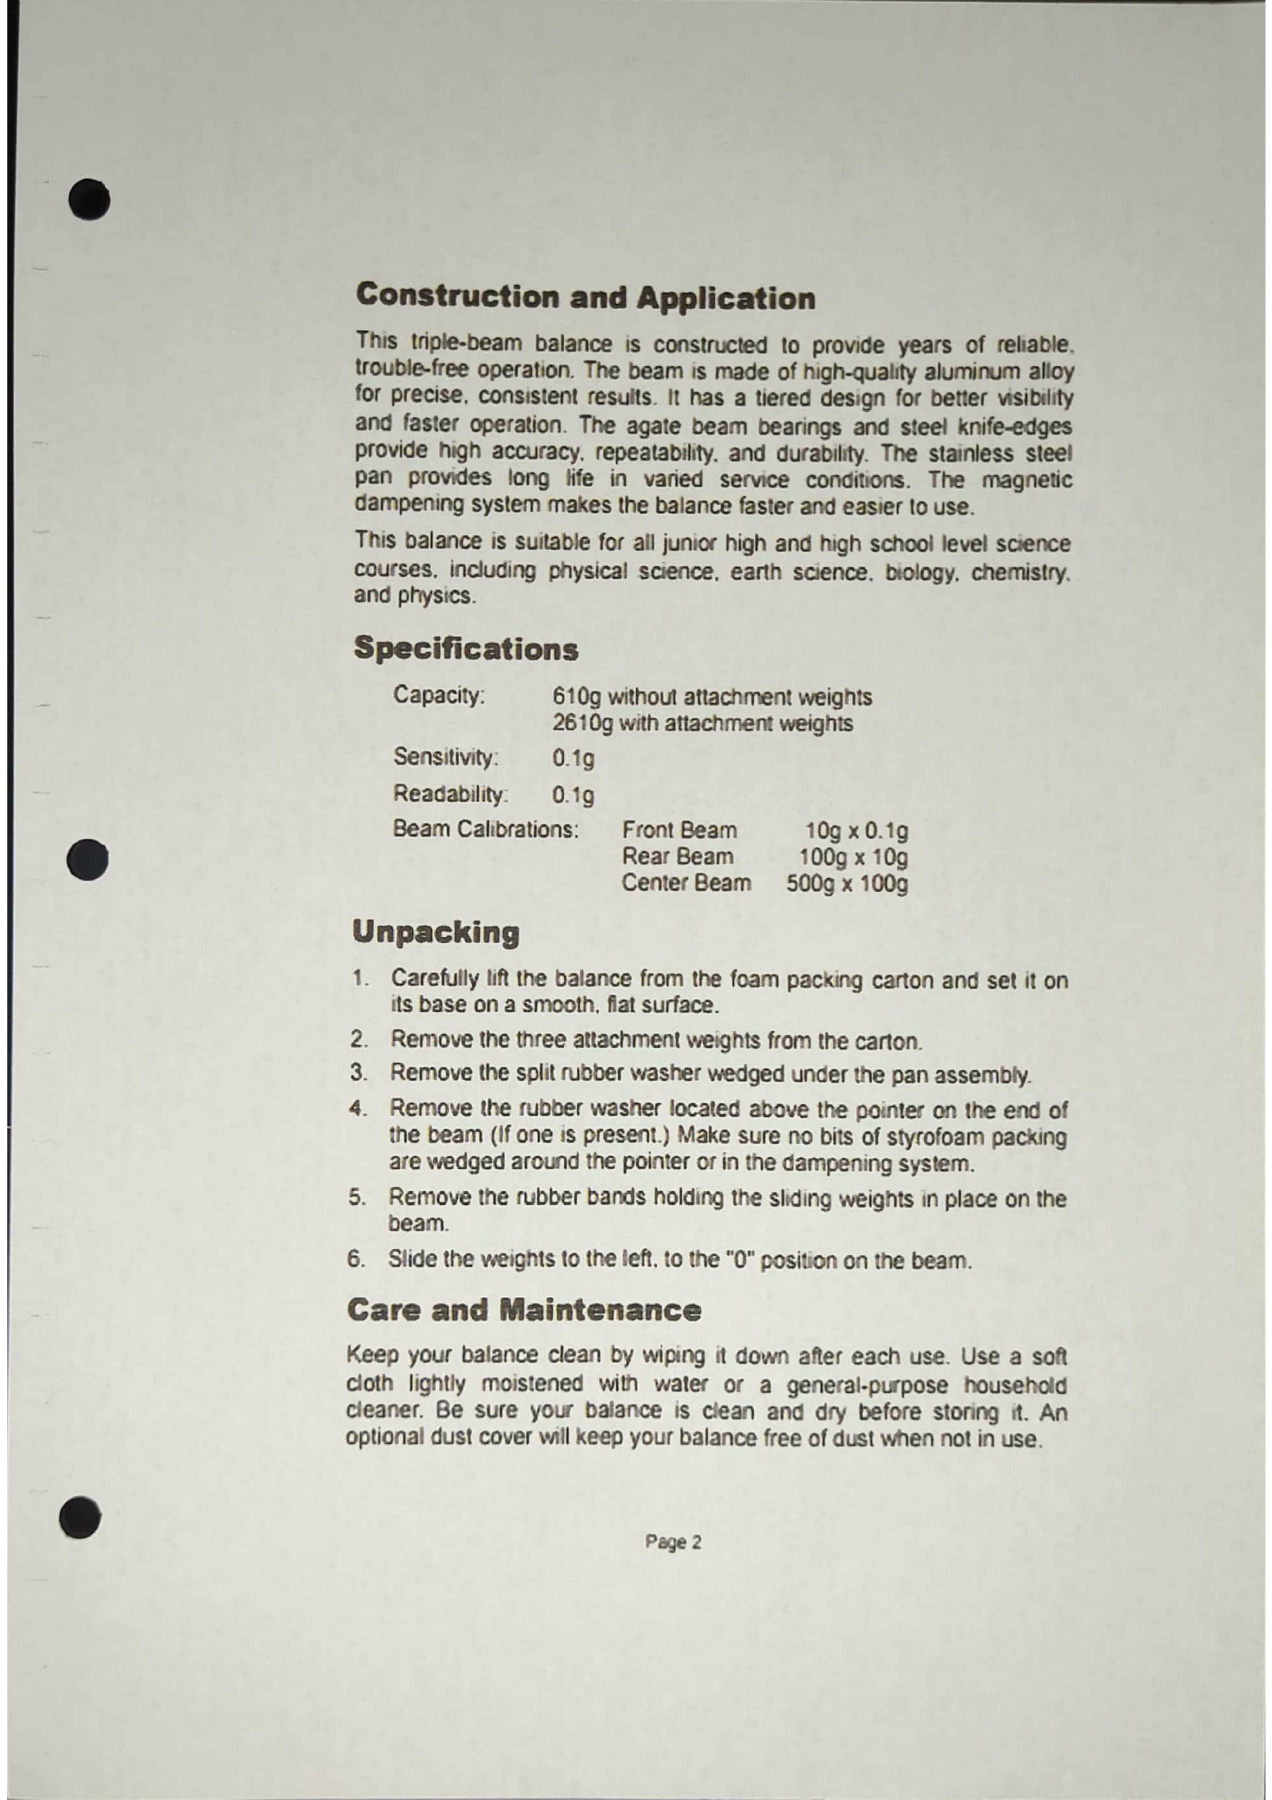 Construction and Application
This triple-beam balance is constructed to provide years of reliable,
trouble-free operation. The beam is made of high-quality aluminum alloy
for precise, consistent results. It has a tiered design for better visibility
and faster operation. The agate beam bearings and steel knife-edges
provide high accuracy, repeatability, and durability. The stainless steel
pan provides long life in varied service conditions. The magnetic
dampening system makes the balance faster and easier to use.
This balance is suitable for all junior high and high school level science
courses, including physical science, earth science, biology, chemistry,
and physics.
Specifications
Capacity: 610g without attachment weights
2610g with attachment weights
Sensitivity: 0.1g
Readability: 0.1g
Beam Calibrations: Front Beam 10g x 0.1g
Rear Beam 100g x 10g
Center Beam 500g x 100g
Unpacking
1. Carefully lift the balance from the foam packing carton and set it on
its base on a smooth, flat surface.
2. Remove the three attachment weights from the carton.
3. Remove the split rubber washer wedged under the pan assembly.
4. Remove the rubber washer located above the pointer on the end of
the beam (If one is present.) Make sure no bits of styrofoam packing
are wedged around the pointer or in the dampening system.
5. Remove the rubber bands holding the sliding weights in place on the
beam.
6. Slide the weights to the left, to the "0" position on the beam.
Care and Maintenance
Keep your balance clean by wiping it down after each use. Use a soft
cloth lightly moistened with water or a general-purpose household
cleaner. Be sure your balance is clean and dry before storing it. An
optional dust cover will keep your balance free of dust when not in use.
Page 2